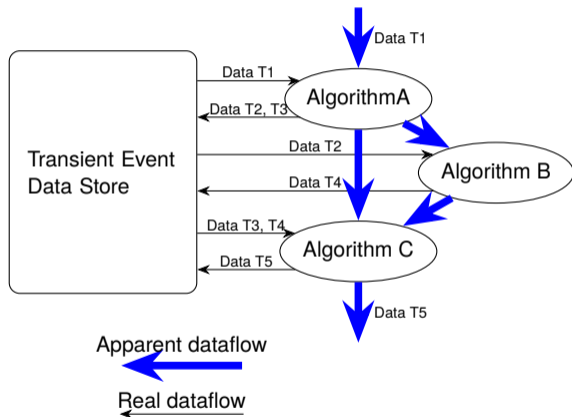 Data T1
Data T1
AlgorithmA
Data T2, T3
Transient Event
Data Store
Data T2
Algorithm B
Data T4
Data T3, T4
Algorithm C
Data T5
Data T5
Apparent dataflow
Real dataflow